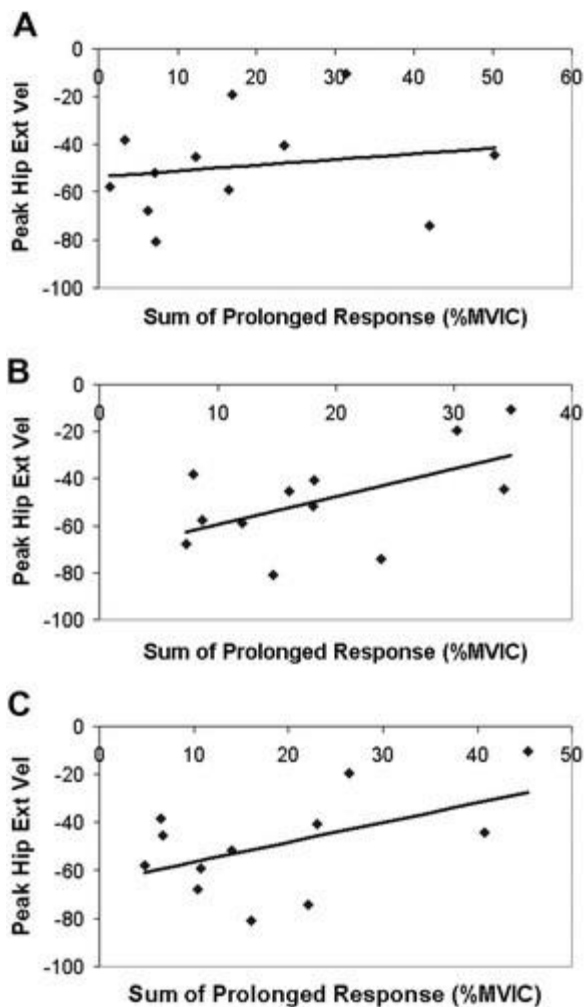 A
0
0 10 20 30 40 50 60
-20
-40
-60
-80
-100
Peak Hip Ext Vel
Sum of Prolonged Response (%MVIC)
B
0
0 10 20 30 40
-20
-40
-60
-80
-100
Peak Hip Ext Vel
Sum of Prolonged Response (%MVIC)
C
0
0 10 20 30 40 50
-20
-40
-60
-80
-100
Peak Hip Ext Vel
Sum of Prolonged Response (%MVIC)